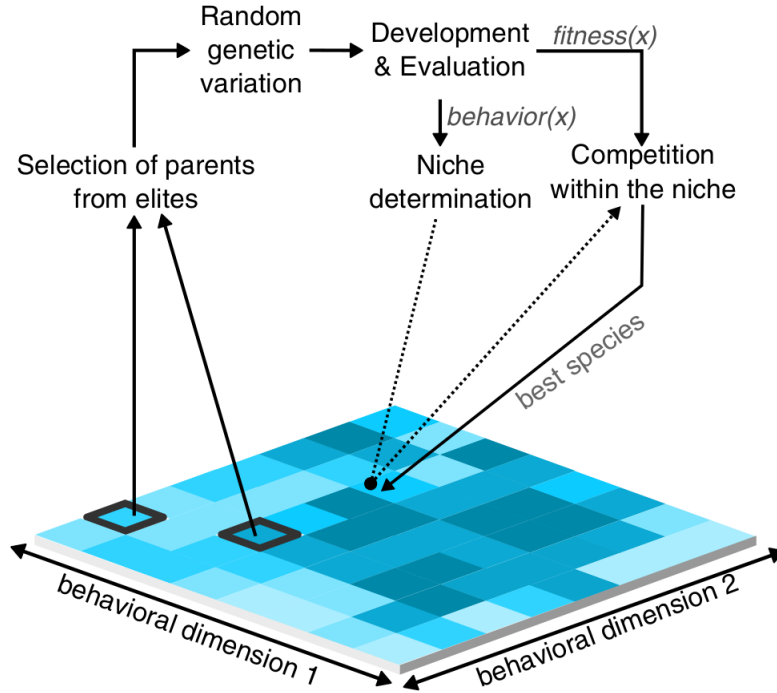 Random
genetic
variation
Development
& Evaluation
fitness(x)
behavior(x)
Selection of parents
from elites
Niche
determination
Competition
within the niche
best species
behavioral dimension 1
behavioral dimension 2